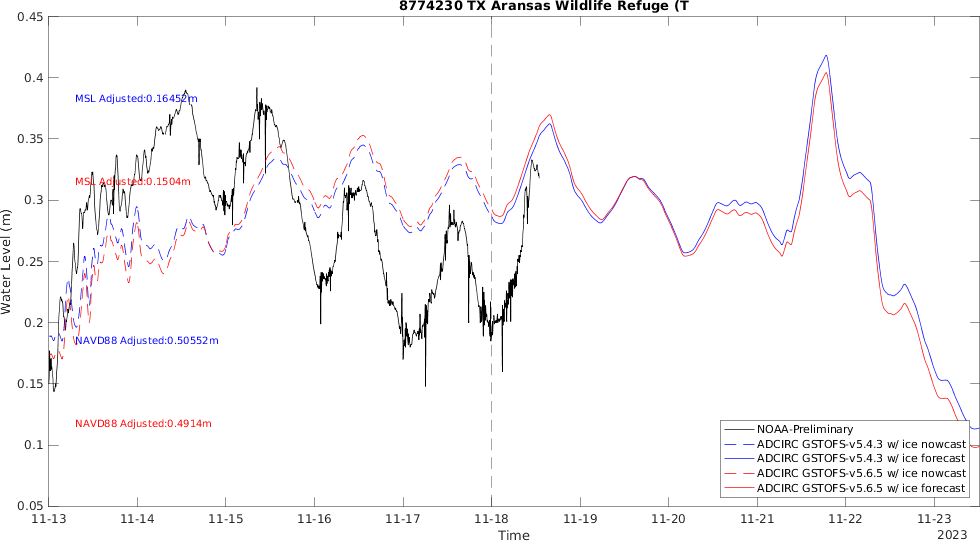 8774230 TX Aransas Wildlife Refuge (T
Water Level (m)
0.45
0.4
0.35
0.3
0.25
0.2
0.15
0.1
0.05
MSL Adjusted:0.16452m
MSL Adjusted:0.1504m
NAVD88 Adjusted:0.50552m
NAVD88 Adjusted:0.4914m
NOAA-Preliminary
ADCIRC GSTOFS-v5.4.3 w/ ice nowcast
ADCIRC GSTOFS-v5.4.3 w/ ice forecast
ADCIRC GSTOFS-v5.6.5 w/ ice nowcast
ADCIRC GSTOFS-v5.6.5 w/ ice forecast
11-13 11-14 11-15 11-16 11-17 11-18 11-19 11-20 11-21 11-22 11-23
Time
2023